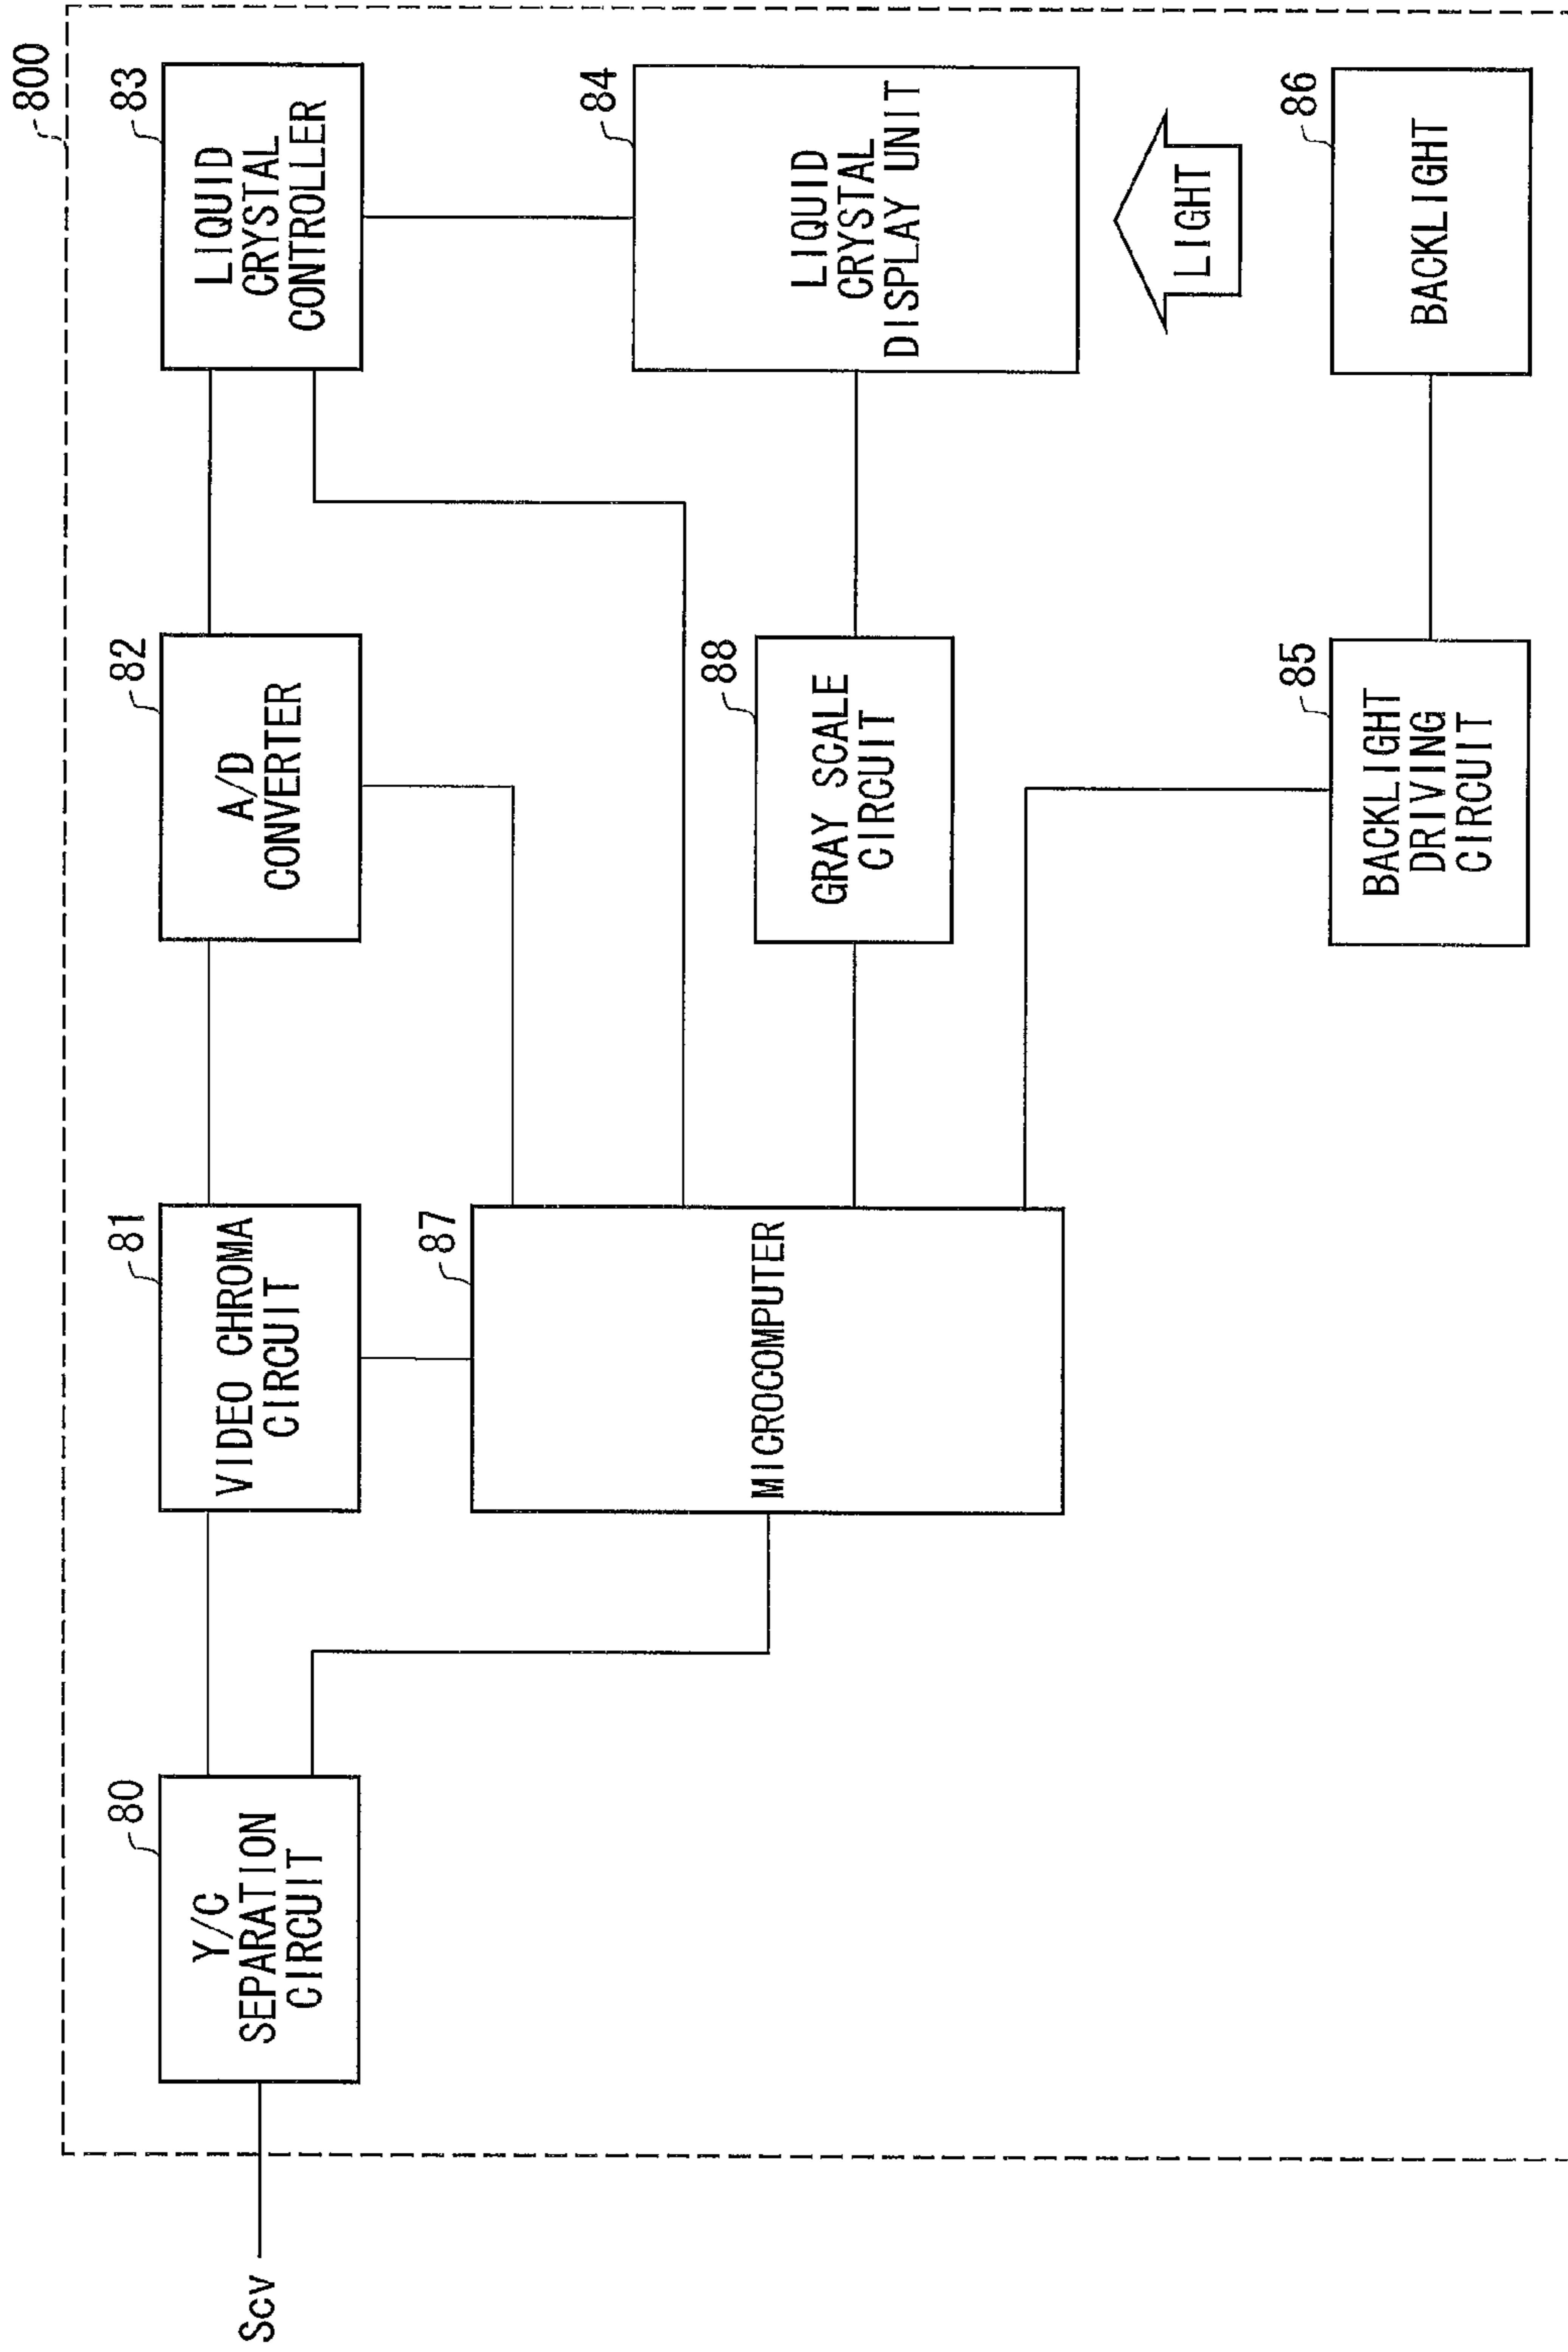 800
80
Y/C
SEPARATION
CIRCUIT
81
VIDEO CHROMA
CIRCUIT
82
A/D
CONVERTER
83
LIQUID
CRYSTAL
CONTROLLER
Scv
87
MICROCOMPUTER
88
GRAY SCALE
CIRCUIT
84
LIQUID
CRYSTAL
DISPLAY UNIT
LIGHT
85
BACKLIGHT
DRIVING
CIRCUIT
86
BACKLIGHT